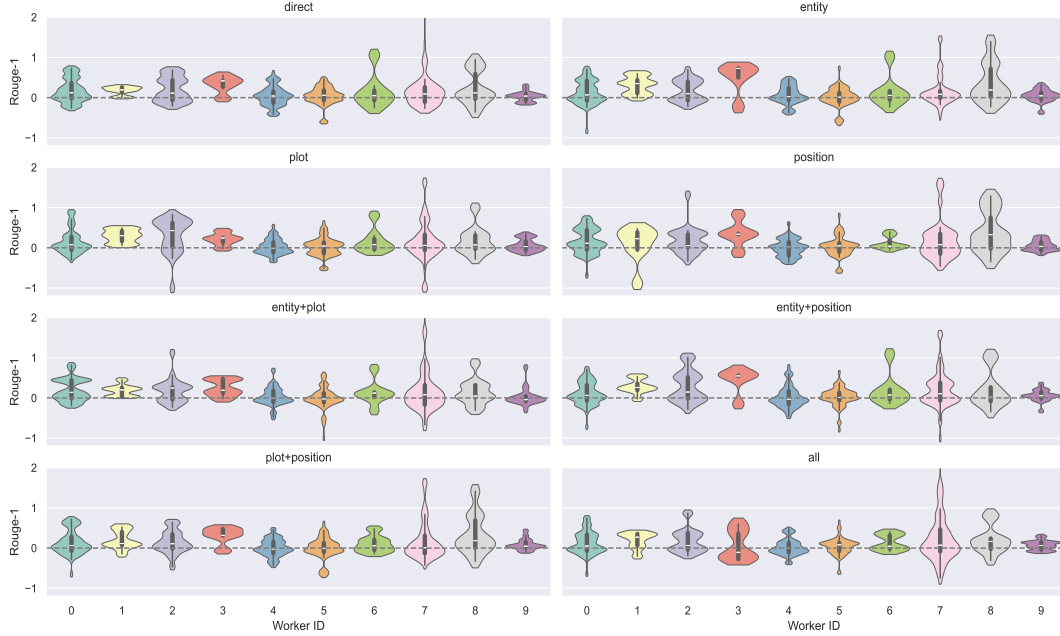 direct
entity
2
1
0
−1
Rouge-1
plot
position
2
1
0
−1
Rouge-1
entity+plot
entity+position
2
1
0
−1
Rouge-1
plot+position
all
2
1
0
−1
Rouge-1
0 1 2 3 4 5 6 7 8 9
0 1 2 3 4 5 6 7 8 9
Worker ID
Worker ID